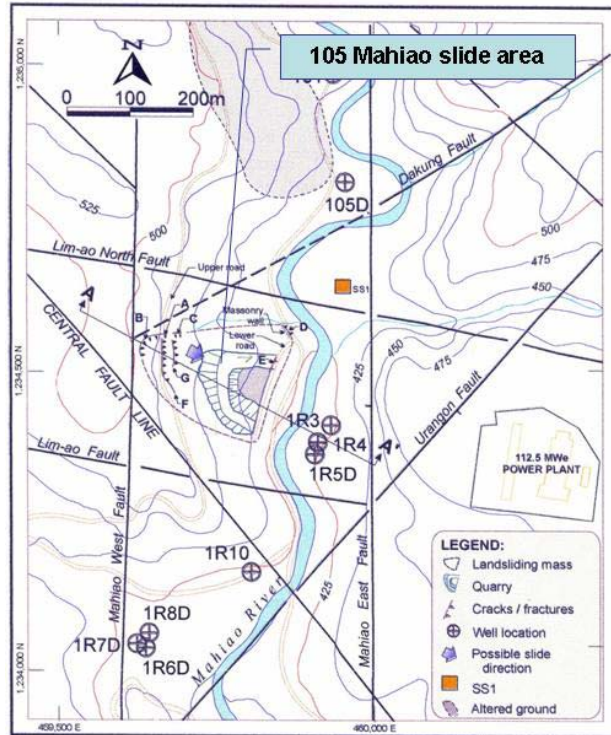 105 Mahiao slide area
1,235,000 N
0 100 200m
105D
Dakung Fault
525
500
500
475
450
Lim-ao North Fault
Upper road
SS1
A
A
B
C
Masonry wall
D
Lower road
E
G
F
425
450
475
1,234,500 N
CENTRAL FAULT LINE
1R3
1R4
1R5D
A'
Urangon Fault
Lim-ao Fault
112.5 MWe
POWER PLANT
Mahiao West Fault
1R10
425
Mahiao East Fault
Mahiao River
1R8D
1R7D
1R6D
1,234,000 N
459,500 E
460,000 E
LEGEND:
Landsliding mass
Quarry
Cracks / fractures
Well location
Possible slide
direction
SS1
Altered ground